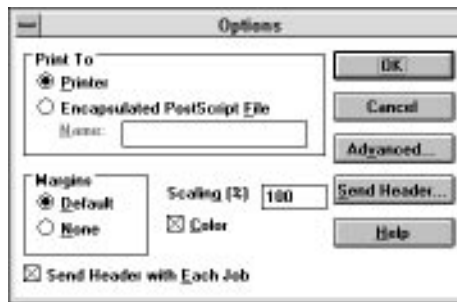 Options
Print To
Printer
Encapsulated PostScript File
Name:
OK
Cancel
Advanced...
Send Header...
Help
Margins
Default
None
Scaling (%) 100
Color
Send Header with Each Job